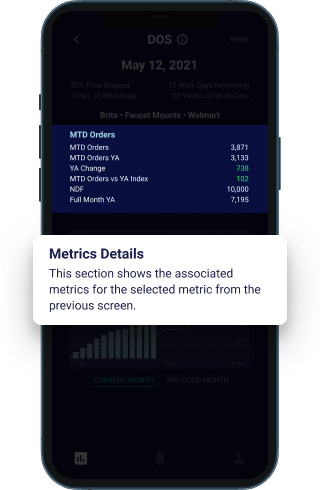 DOS
Reset
May 12, 2021
40% Time Elapsed 12 Work Days Remaining
20 No. of Work Days 20 YA No. of Work Days
Brita • Faucet Mounts • Walmart
MTD Orders
MTD Orders 3,871
MTD Orders YA 3,133
YA Change 738
MTD Orders vs YA Index 102
NDF 10,000
Full Month YA 7,195
Metrics Details
This section shows the associated
metrics for the selected metric from the
previous screen.
CURRENT MONTH PREVIOUS MONTH